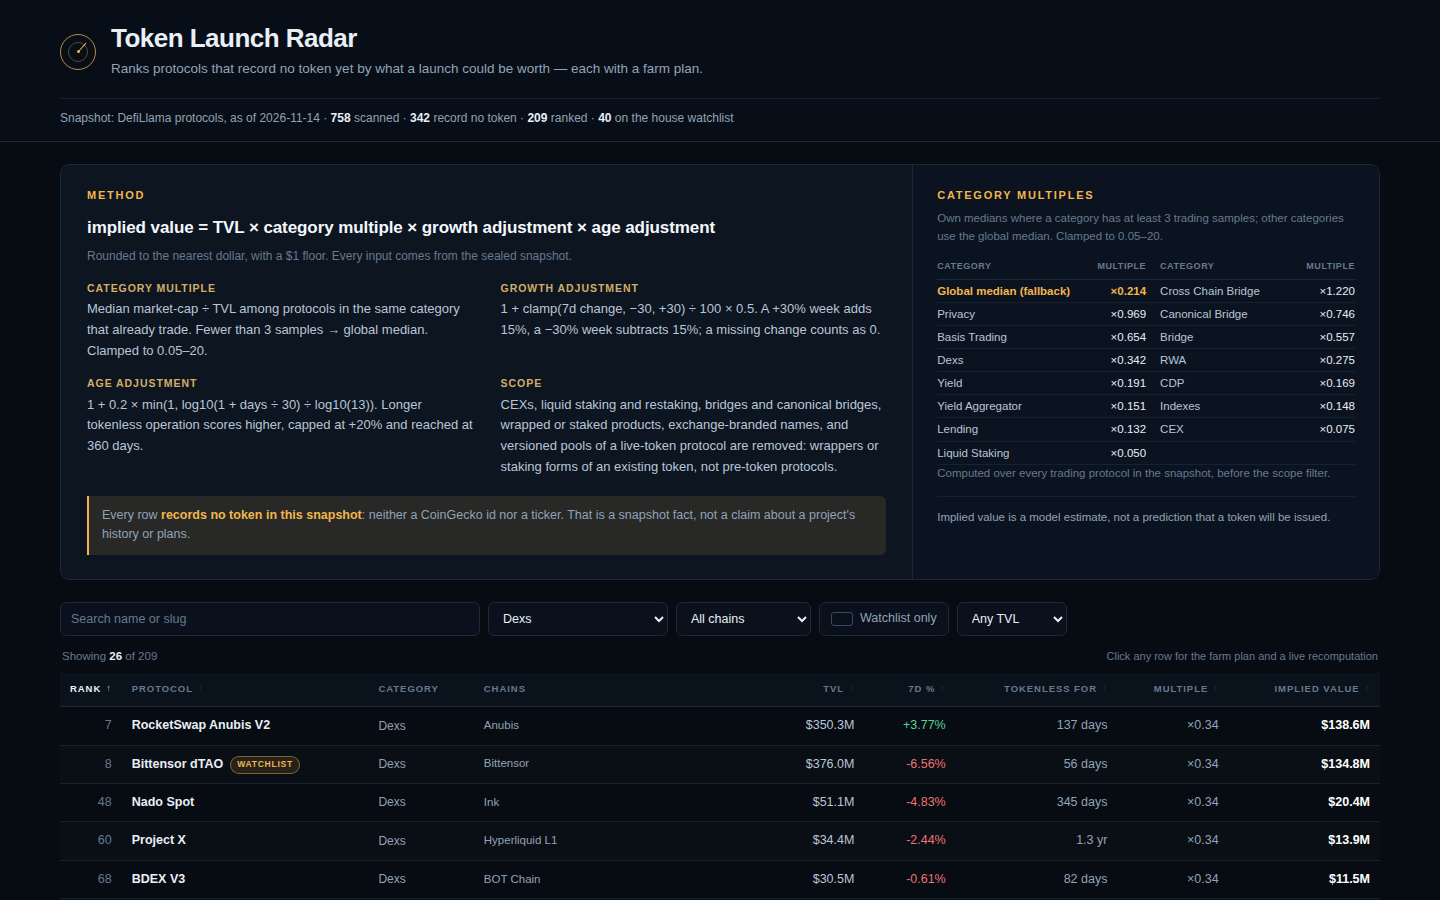 Token Launch Radar
Ranks protocols that record no token yet by what a launch could be worth — each with a farm plan.
Snapshot: DefiLlama protocols, as of 2026-11-14 · 758 scanned · 342 record no token · 209 ranked · 40 on the house watchlist
METHOD
implied value = TVL × category multiple × growth adjustment × age adjustment
Rounded to the nearest dollar, with a $1 floor. Every input comes from the sealed snapshot.
CATEGORY MULTIPLE
Median market-cap ÷ TVL among protocols in the same category
that already trade. Fewer than 3 samples → global median.
Clamped to 0.05–20.
GROWTH ADJUSTMENT
1 + clamp(7d change, −30, +30) ÷ 100 × 0.5. A +30% week adds
15%, a −30% week subtracts 15%; a missing change counts as 0.
AGE ADJUSTMENT
1 + 0.2 × min(1, log10(1 + days ÷ 30) ÷ log10(13)). Longer
tokenless operation scores higher, capped at +20% and reached at
360 days.
SCOPE
CEXs, liquid staking and restaking, bridges and canonical bridges,
wrapped or staked products, exchange-branded names, and
versioned pools of a live-token protocol are removed: wrappers or
staking forms of an existing token, not pre-token protocols.
Every row records no token in this snapshot: neither a CoinGecko id nor a ticker. That is a snapshot fact, not a claim about a project's
history or plans.
CATEGORY MULTIPLES
Own medians where a category has at least 3 trading samples; other categories
use the global median. Clamped to 0.05–20.
CATEGORY MULTIPLE CATEGORY MULTIPLE
Global median (fallback) ×0.214 Cross Chain Bridge ×1.220
Privacy ×0.969 Canonical Bridge ×0.746
Basis Trading ×0.654 Bridge ×0.557
Dexs ×0.342 RWA ×0.275
Yield ×0.191 CDP ×0.169
Yield Aggregator ×0.151 Indexes ×0.148
Lending ×0.132 CEX ×0.075
Liquid Staking ×0.050
Computed over every trading protocol in the snapshot, before the scope filter.
Implied value is a model estimate, not a prediction that a token will be issued.
Search name or slug Dexs All chains Watchlist only Any TVL
Showing 26 of 209 Click any row for the farm plan and a live recomputation
RANK ↑ PROTOCOL ↕ CATEGORY CHAINS TVL ↕ 7D % ↕ TOKENLESS FOR ↕ MULTIPLE ↕ IMPLIED VALUE ↕
7 RocketSwap Anubis V2 Dexs Anubis $350.3M +3.77% 137 days ×0.34 $138.6M
8 Bittensor dTAO WATCHLIST Dexs Bittensor $376.0M -6.56% 56 days ×0.34 $134.8M
48 Nado Spot Dexs Ink $51.1M -4.83% 345 days ×0.34 $20.4M
60 Project X Dexs Hyperliquid L1 $34.4M -2.44% 1.3 yr ×0.34 $13.9M
68 BDEX V3 Dexs BOT Chain $30.5M -0.61% 82 days ×0.34 $11.5M